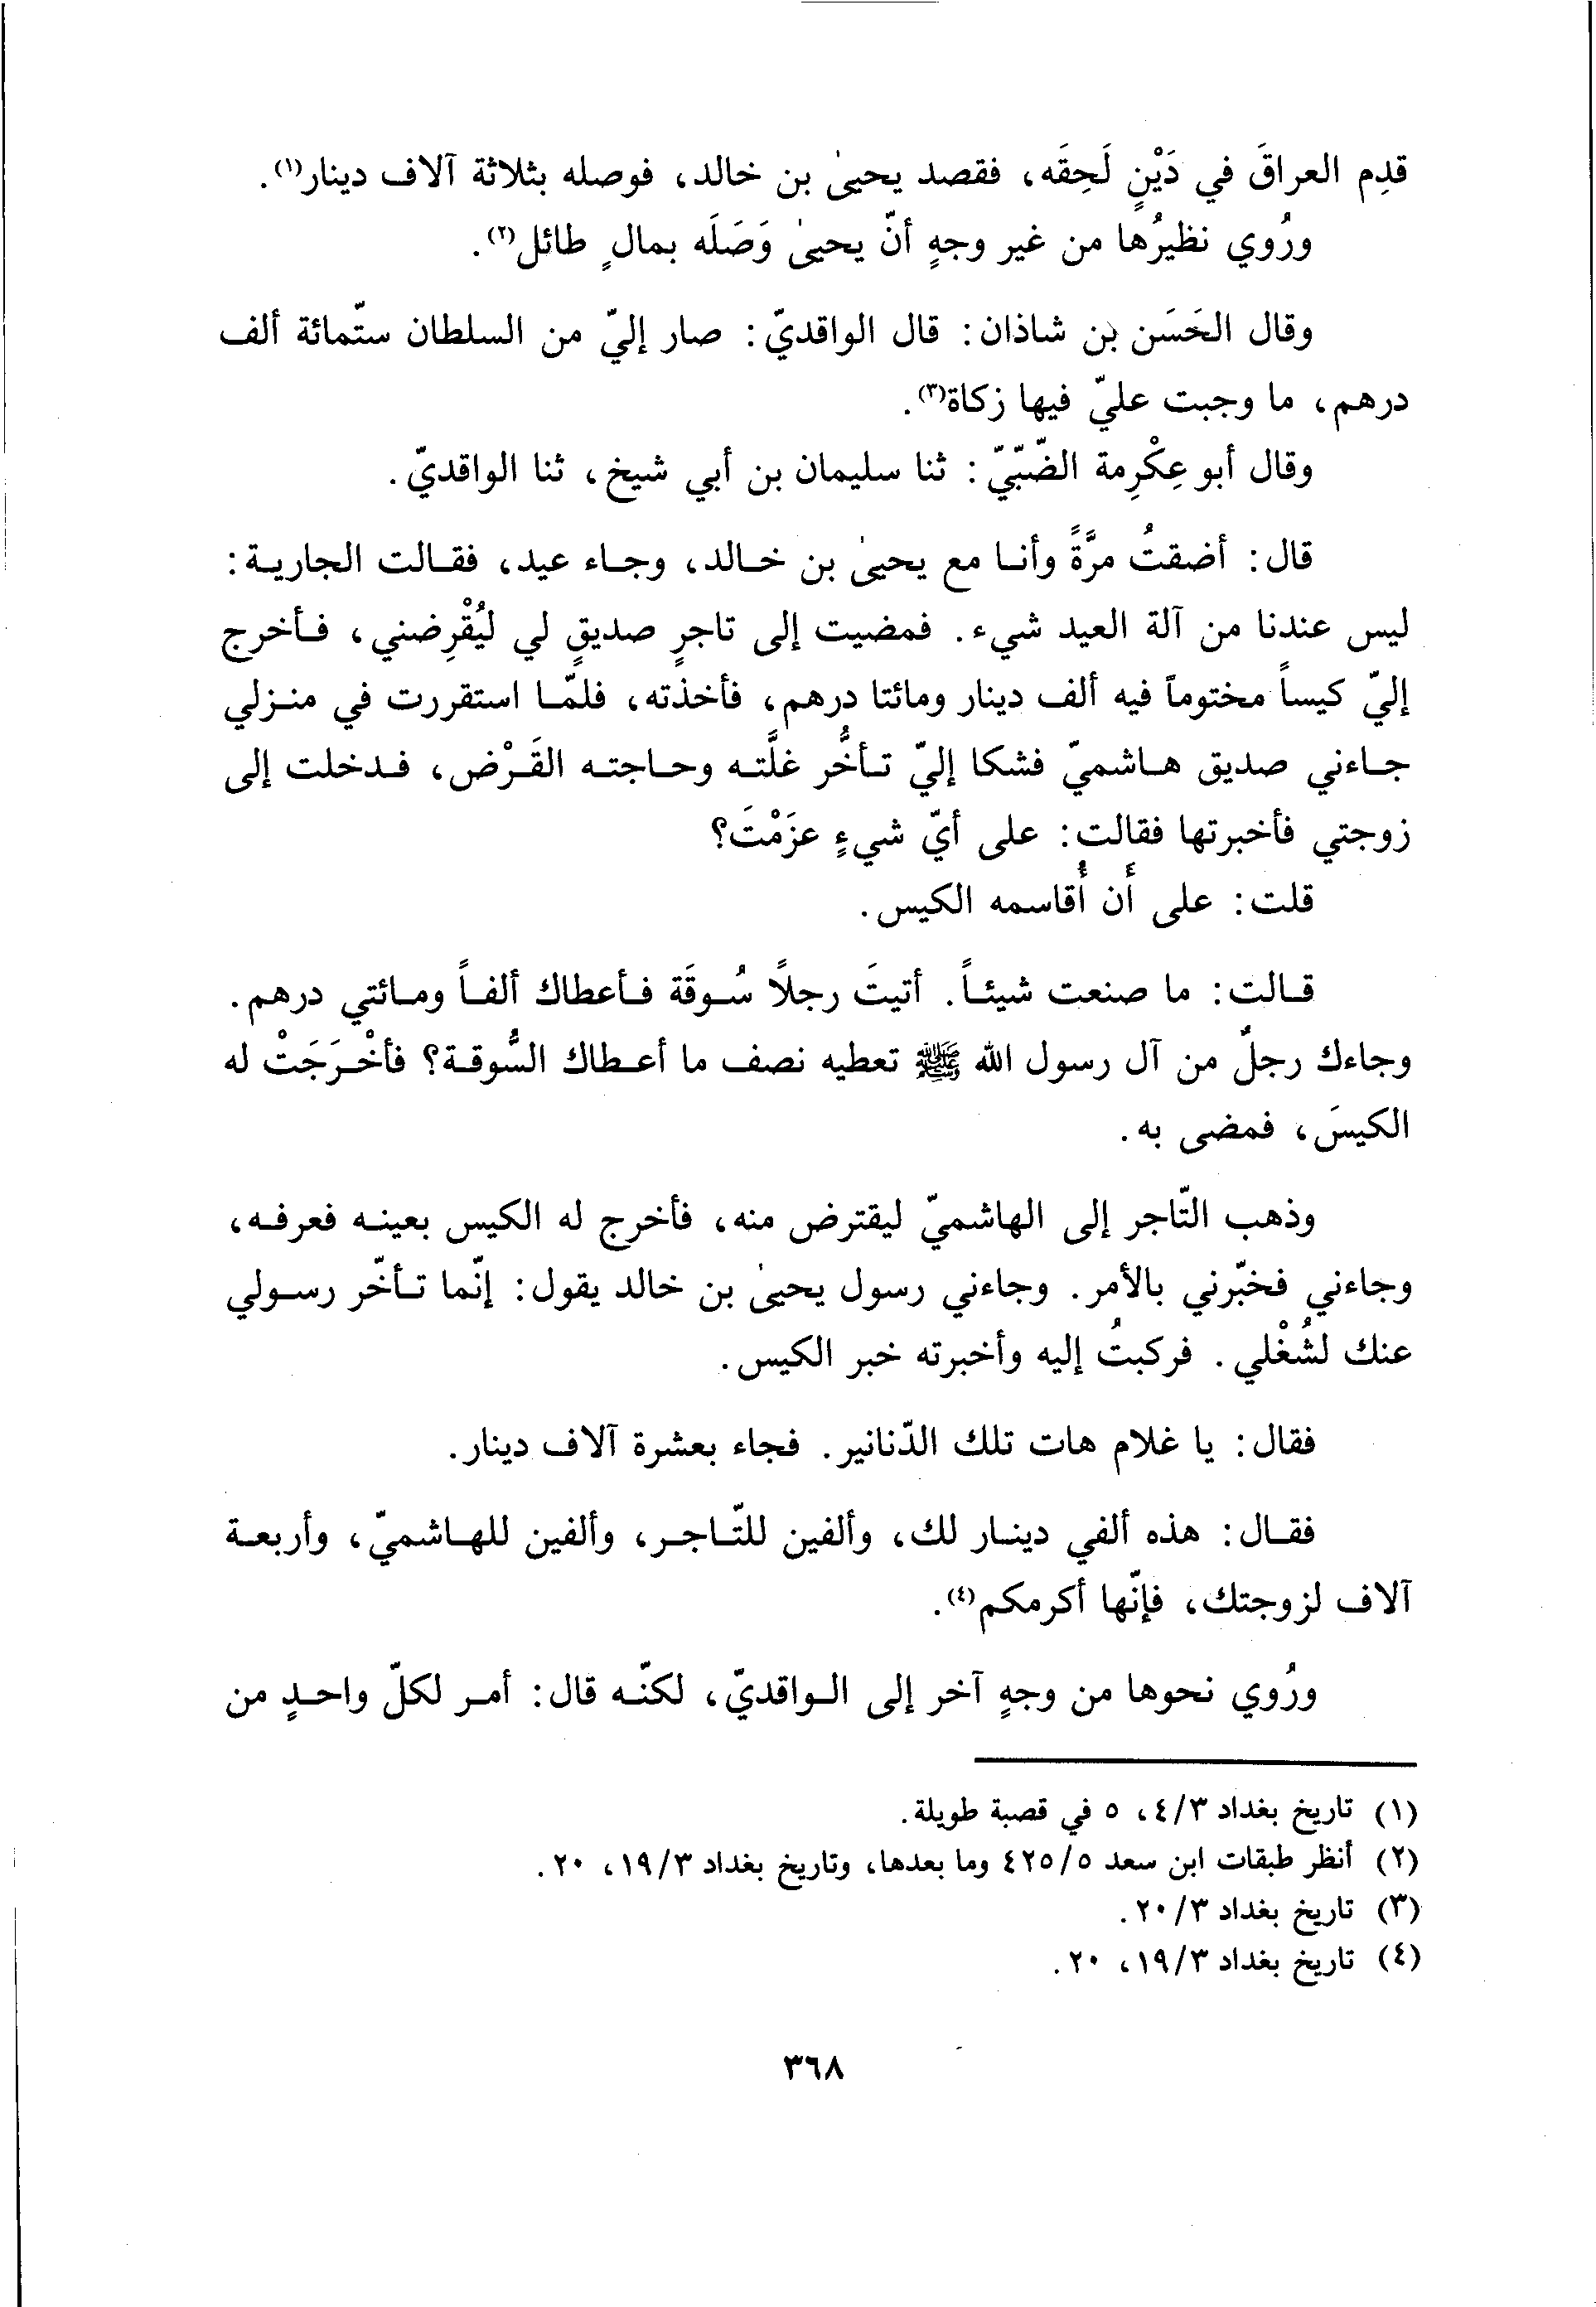 قدِم العراقَ في دَيْنٍ لَحِقَه، فقصد يحيىٰ بن خالد، فوصله بثلاثة آلاف دينار(١).
ورُوي نظيرُها من غير وجهٍ أنّ يحيىٰ وَصَلَه بمالٍ طائل(٢).
وقال الحَسَن بن شاذان: قال الواقديّ: صار إليّ من السلطان ستّمائة ألف
درهم، ما وجبت عليّ فيها زكاة(٣).
وقال أبو عِكْرِمة الضّبّيّ: ثنا سليمان بن أبي شيخ، ثنا الواقديّ.
قال: أضقتُ مرَّةً وأنا مع يحيىٰ بن خالد، وجاء عيد، فقالت الجارية:
ليس عندنا من آلة العيد شيء. فمضيت إلى تاجرٍ صديقٍ لي ليُقْرِضني، فأخرج
إليّ كيساً مختوماً فيه ألف دينار ومائتا درهم، فأخذته، فلمّا استقررت في منزلي
جاءني صديق هاشميّ فشكا إليّ تأخُّر غلَّته وحاجته القَرْض، فدخلت إلى
زوجتي فأخبرتها فقالت: على أيّ شيءٍ عزَمْتَ؟
قلت: على أَن أُقاسمه الكيس.
قالت: ما صنعت شيئاً. أتيتَ رجلاً سُوقَة فأعطاك ألفاً ومائتي درهم.
وجاءك رجلٌ من آل رسول الله ﷺ تعطيه نصف ما أعطاك السُّوقة؟ فأخْرَجَتْ له
الكيسَ، فمضى به.
وذهب التّاجر إلى الهاشميّ ليقترض منه، فأخرج له الكيس بعينه فعرفه،
وجاءني فخبّرني بالأمر. وجاءني رسول يحيىٰ بن خالد يقول: إنّما تأخّر رسولي
عنك لشُغْلي. فركبتُ إليه وأخبرته خبر الكيس.
فقال: يا غلام هات تلك الدّنانير. فجاء بعشرة آلاف دينار.
فقال: هذه ألفي دينار لك، وألفين للتّاجر، وألفين للهاشميّ، وأربعة
آلاف لزوجتك، فإنّها أكرمكم(٤).
ورُوي نحوها من وجهٍ آخر إلى الواقديّ، لكنّه قال: أمر لكلّ واحدٍ من
(١) تاريخ بغداد ٤/٣، ٥ في قصبة طويلة.
(٢) أنظر طبقات ابن سعد ٤٢٥/٥ وما بعدها، وتاريخ بغداد ١٩/٣، ٢٠.
(٣) تاريخ بغداد ٢٠/٣.
(٤) تاريخ بغداد ١٩/٣، ٢٠.
٣٦٨